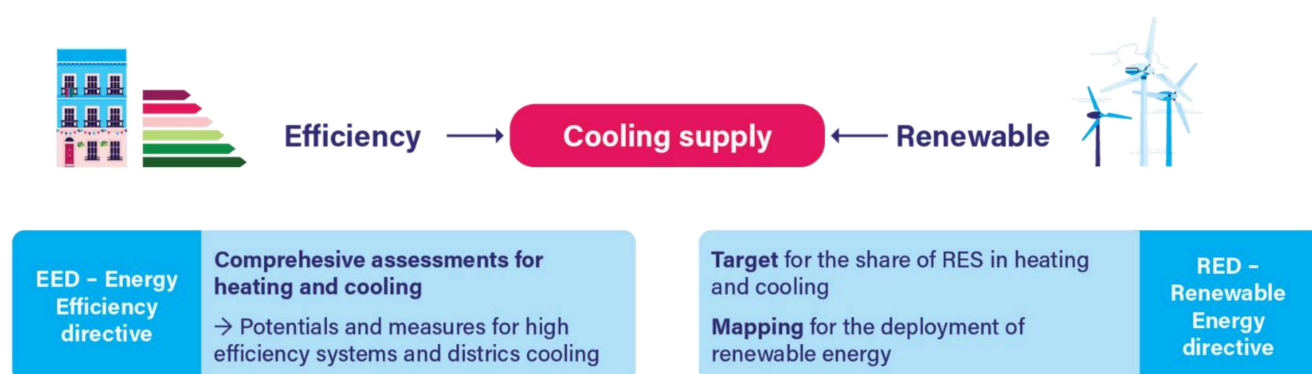 Efficiency
Cooling supply
Renewable
EED – Energy
Efficiency
directive
Comprehesive assessments for
heating and cooling
→ Potentials and measures for high
efficiency systems and districs cooling
Target for the share of RES in heating
and cooling
Mapping for the deployment of
renewable energy
RED –
Renewable
Energy
directive